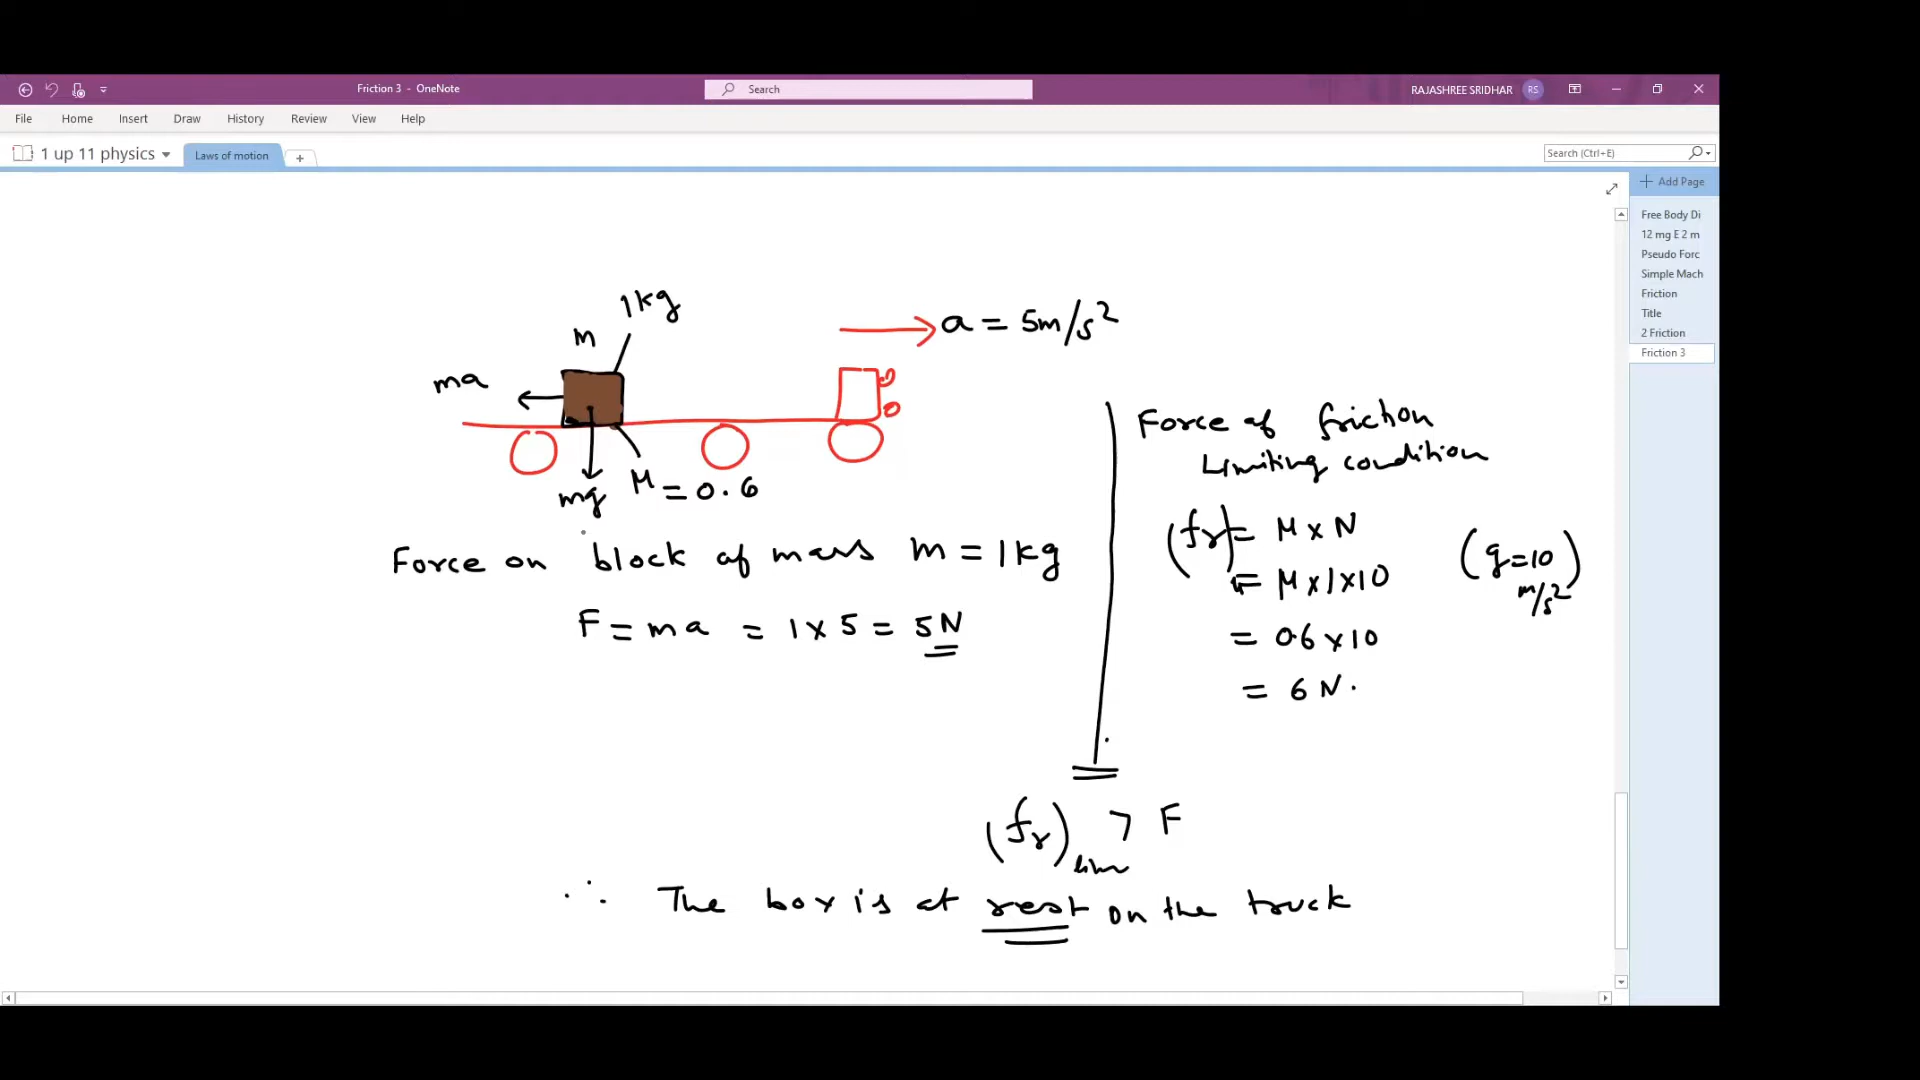 Friction 3 - OneNote
Search
RAJASHREE SRIDHAR
RS
File Home Insert Draw History Review View Help
1 up 11 physics
Laws of motion
+
Search (Ctrl+E)
Add Page
Free Body Di
12 mg E 2 m
Pseudo Forc
Simple Mach
Friction
Title
2 Friction
Friction 3
1kg
m
a = 5m/s²
ma
mg
μ = 0.6
Force on block of mass m = 1kg
F = ma = 1 x 5 = 5N
Force of friction
Limiting condition
(fr) = μ x N
= μ x 1 x 10
(g = 10 m/s²)
= 0.6 x 10
= 6 N.
(fr)lim > F
∴ The box is at rest on the truck